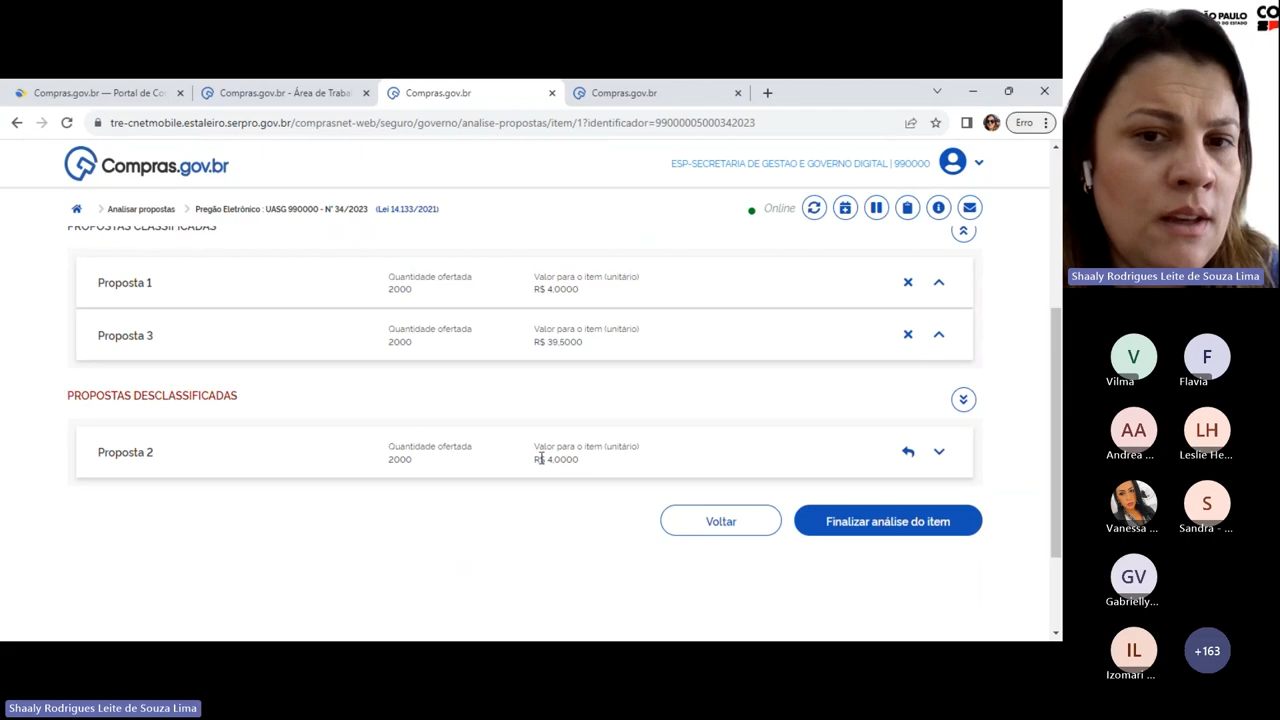 Compras.gov.br — Portal de Co
Compras.gov.br - Área de Traba
Compras.gov.br
Compras.gov.br
tre-cnetmobile.estaleiro.serpro.gov.br/comprasnet-web/seguro/governo/analise-propostas/item/1?identificador=99000005000342023
Erro
Compras.gov.br
ESP-SECRETARIA DE GESTAO E GOVERNO DIGITAL | 990000
Analisar propostas
Pregão Eletrônico : UASG 990000 - N° 34/2023 (Lei 14.133/2021)
Online
PROPOSTAS CLASSIFICADAS
Proposta 1
Quantidade ofertada
2000
Valor para o item (unitário)
R$ 4,0000
Proposta 3
Quantidade ofertada
2000
Valor para o item (unitário)
R$ 39,5000
PROPOSTAS DESCLASSIFICADAS
Proposta 2
Quantidade ofertada
2000
Valor para o item (unitário)
R$ 4,0000
Voltar
Finalizar análise do item
SÃO PAULO
Shaaly Rodrigues Leite de Souza Lima
V
Vilma
F
Flavia
AA
Andrea ...
LH
Leslie He...
Vanessa ...
S
Sandra - ...
GV
Gabrielly...
IL
Izomari ...
+163
Shaaly Rodrigues Leite de Souza Lima